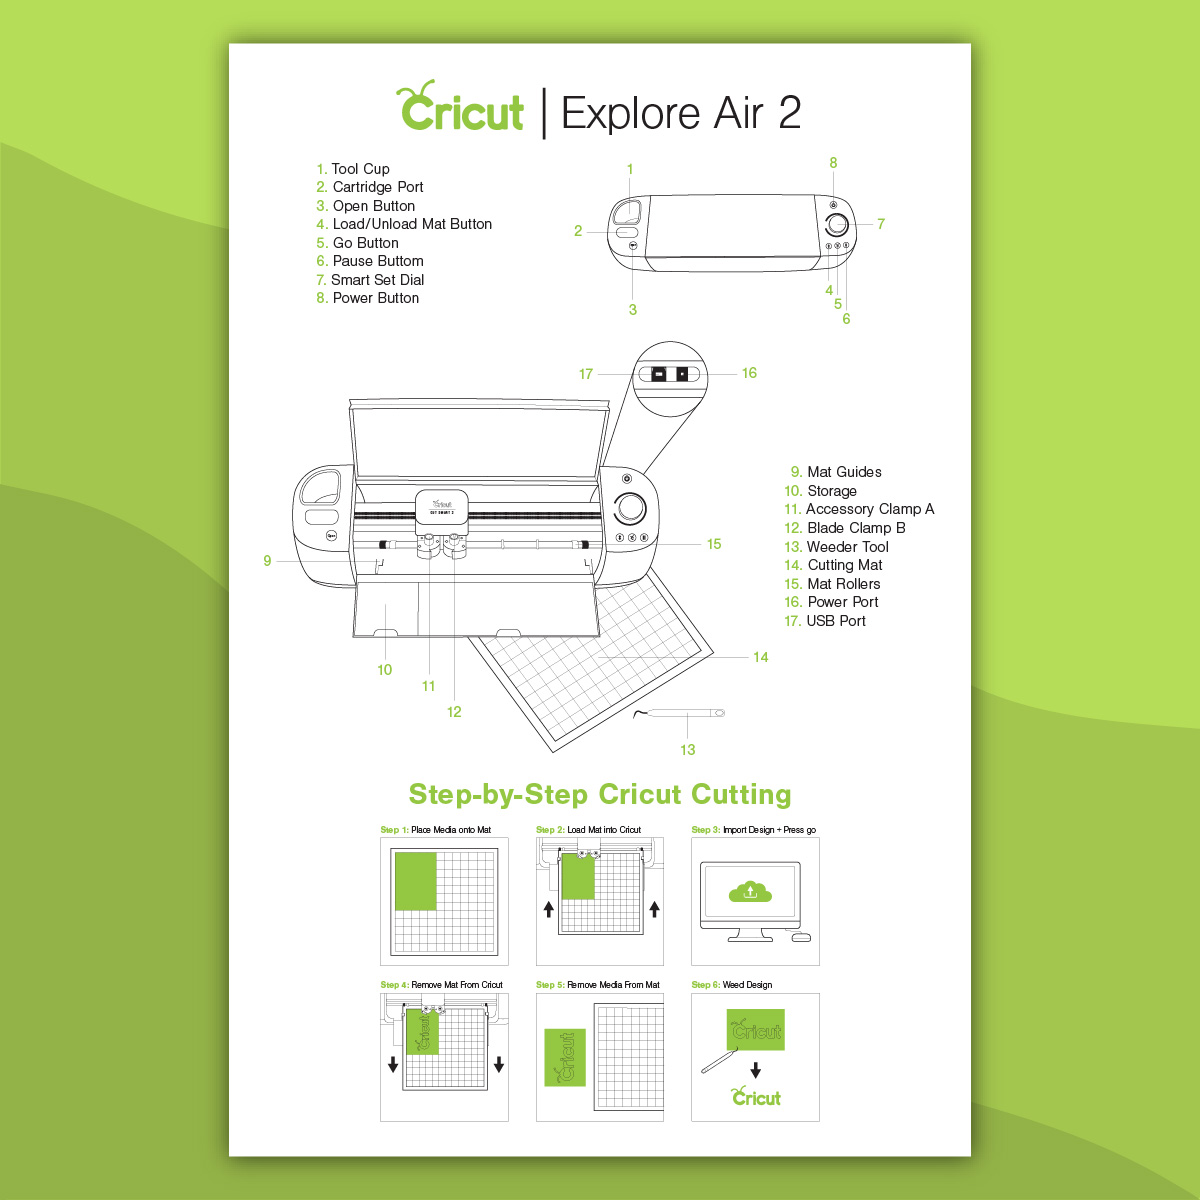 Cricut | Explore Air 2
1. Tool Cup
2. Cartridge Port
3. Open Button
4. Load/Unload Mat Button
5. Go Button
6. Pause Buttom
7. Smart Set Dial
8. Power Button
1
8
2
7
3
4
5
6
17
16
Cricut
CUT SMART 2
Open
9
15
10
11
12
14
13
9. Mat Guides
10. Storage
11. Accessory Clamp A
12. Blade Clamp B
13. Weeder Tool
14. Cutting Mat
15. Mat Rollers
16. Power Port
17. USB Port
Step-by-Step Cricut Cutting
Step 1: Place Media onto Mat
Step 2: Load Mat into Cricut
Step 3: Import Design + Press go
Step 4: Remove Mat From Cricut
Step 5: Remove Media From Mat
Step 6: Weed Design
Cricut
Cricut
Cricut
Cricut